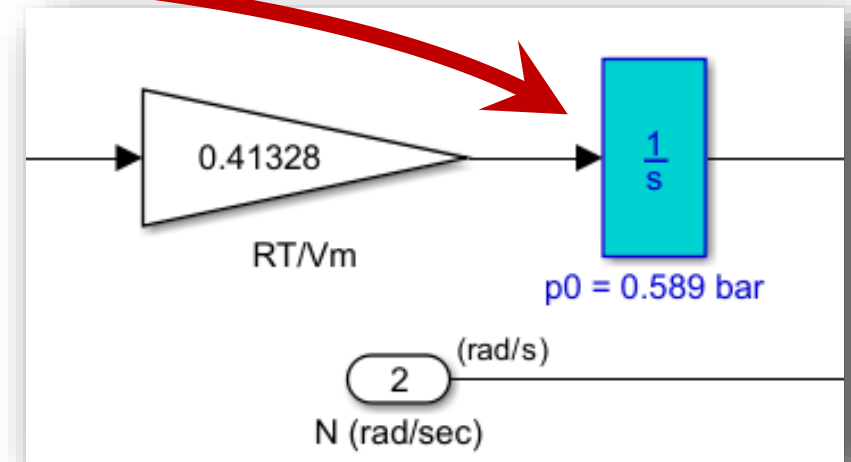 0.41328
1
s
RT/Vm
p0 = 0.589 bar
(rad/s)
2
N (rad/sec)